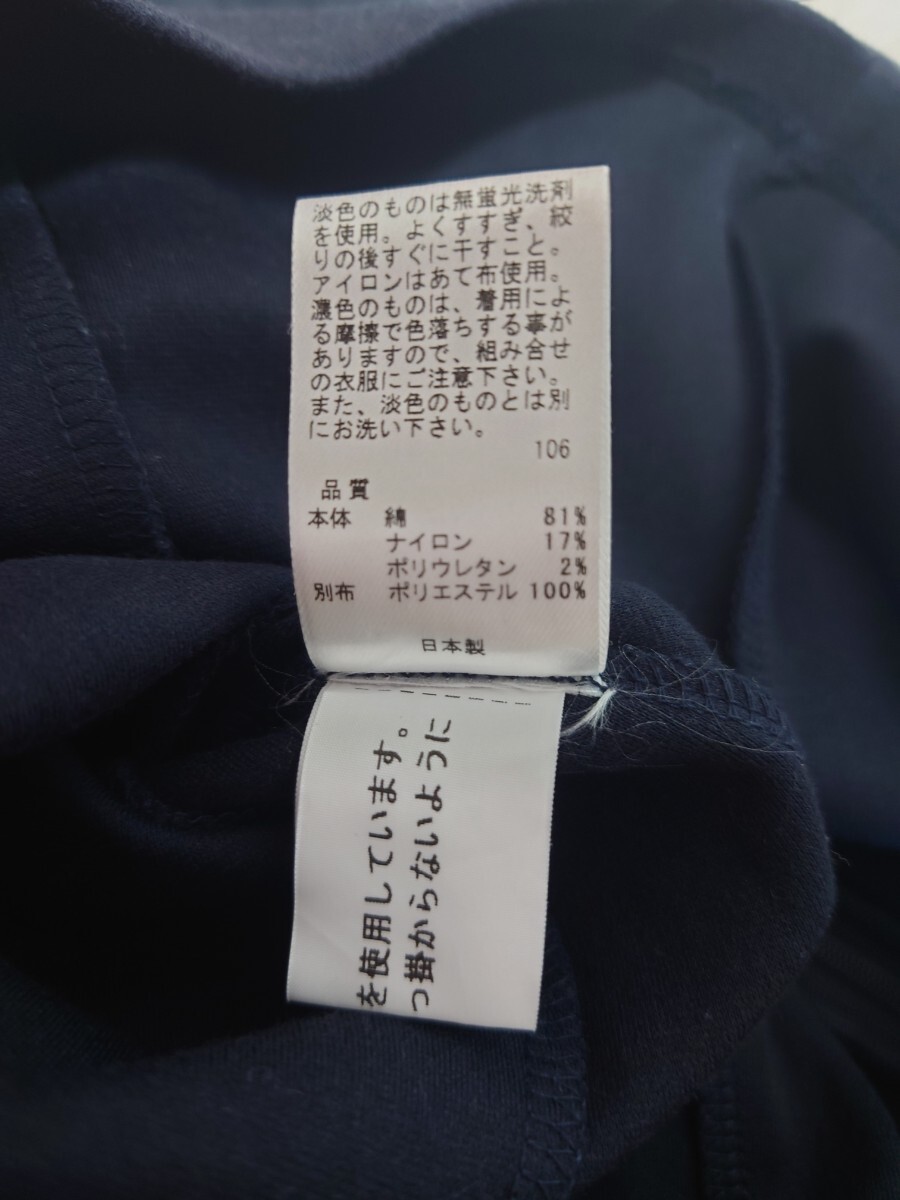 淡色のものは無蛍光洗剤
を使用。よくすすぎ、絞
りの後すぐに干すこと。
アイロンはあて布使用。
濃色のものは、着用によ
る摩擦で色落ちする事が
ありますので、組み合せ
の衣服にご注意下さい。
また、淡色のものとは別
にお洗い下さい。
106
品質
本体 綿 81%
ナイロン 17%
ポリウレタン 2%
別布 ポリエステル 100%
日本製
を使用しています。
っ掛からないように